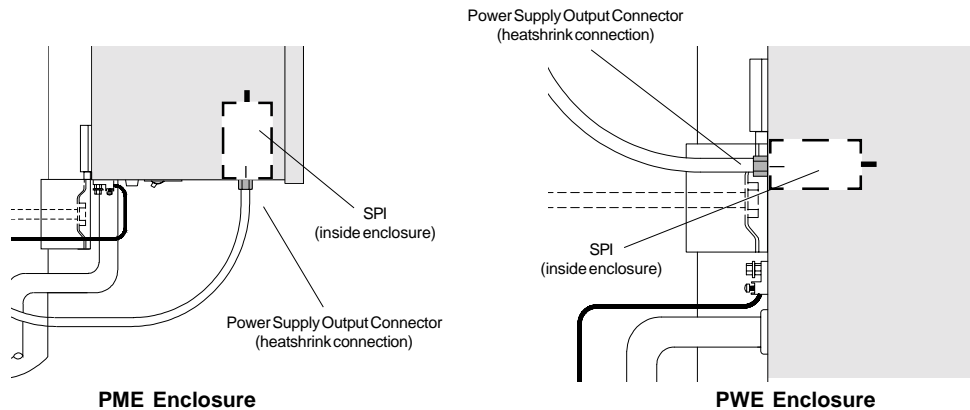 Power Supply Output Connector
(heatshrink connection)
SPI
(inside enclosure)
Power Supply Output Connector
(heatshrink connection)
SPI
(inside enclosure)
PME Enclosure
PWE Enclosure